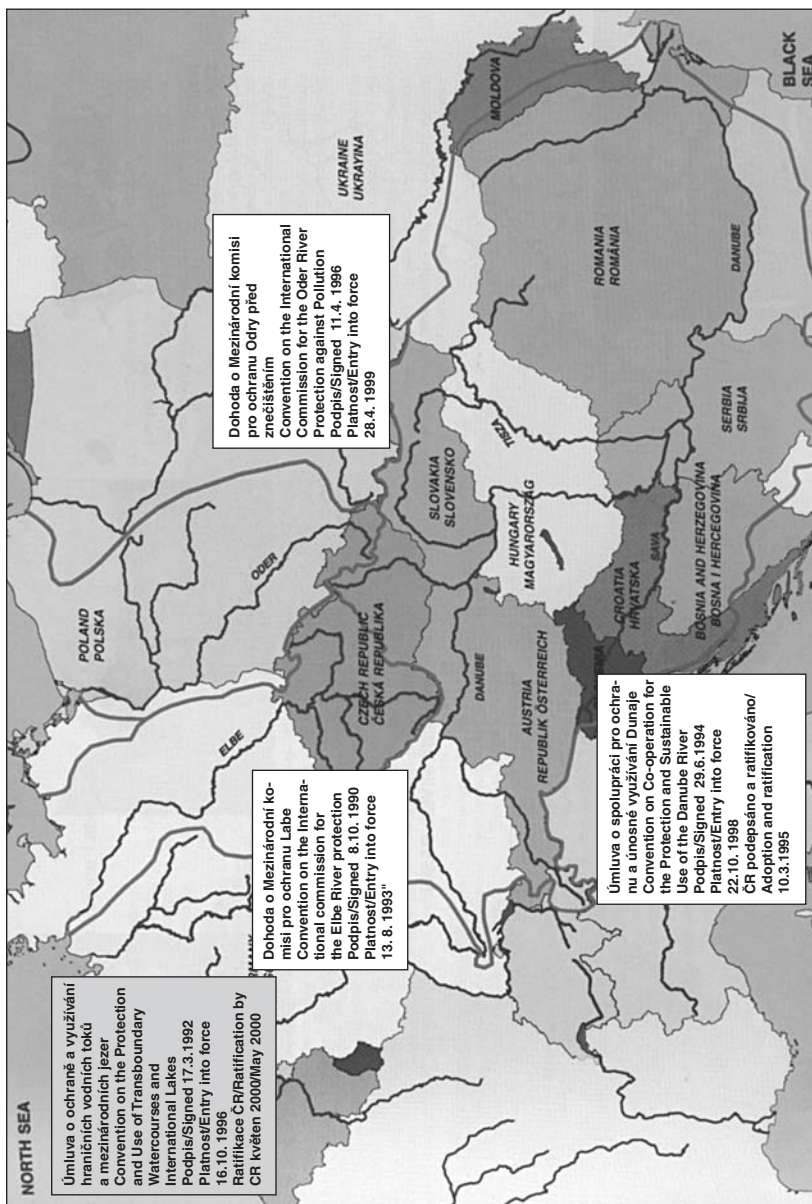 NORTH SEA
Úmluva o ochraně a využívání
hraničních vodních toků
a mezinárodních jezer
Convention on the Protection
and Use of Transboundary
Watercourses and
International Lakes
Podpis/Signed 17.3.1992
Platnost/Entry into force
16.10. 1996
Ratifikace ČR/Ratification by
CR květen 2000/May 2000
Dohoda o Mezinárodní ko-
misi pro ochranu Labe
Convention on the Interna-
tional commission for
the Elbe River protection
Podpis/Signed 8.10. 1990
Platnost/Entry into force
13. 8. 1993"
Dohoda o Mezinárodní komisi
pro ochranu Odry před
znečištěním
Convention on the International
Commission for the Oder River
Protection against Pollution
Podpis/Signed 11.4. 1996
Platnost/Entry into force
28.4. 1999
Úmluva o spolupráci pro ochra-
nu a únosné využívání Dunaje
Convention on Co-operation for
the Protection and Sustainable
Use of the Danube River
Podpis/Signed 29.6.1994
Platnost/Entry into force
22.10. 1998
ČR podepsáno a ratifikováno/
Adoption and ratification
10.3.1995
POLAND
POLSKA
ELBE
ODER
CZECH REPUBLIC
ČESKÁ REPUBLIKA
UKRAINE
UKRAYINA
MOLDOVA
SLOVAKIA
SLOVENSKO
DANUBE
AUSTRIA
REPUBLIK ÖSTERREICH
HUNGARY
MAGYARORSZÁG
TISZA
ROMANIA
ROMÂNIA
CROATIA
HRVATSKA
SAVA
BOSNIA AND HERZEGOVINA
BOSNA I HERCEGOVINA
SERBIA
SRBIJA
DANUBE
BLACK
SEA